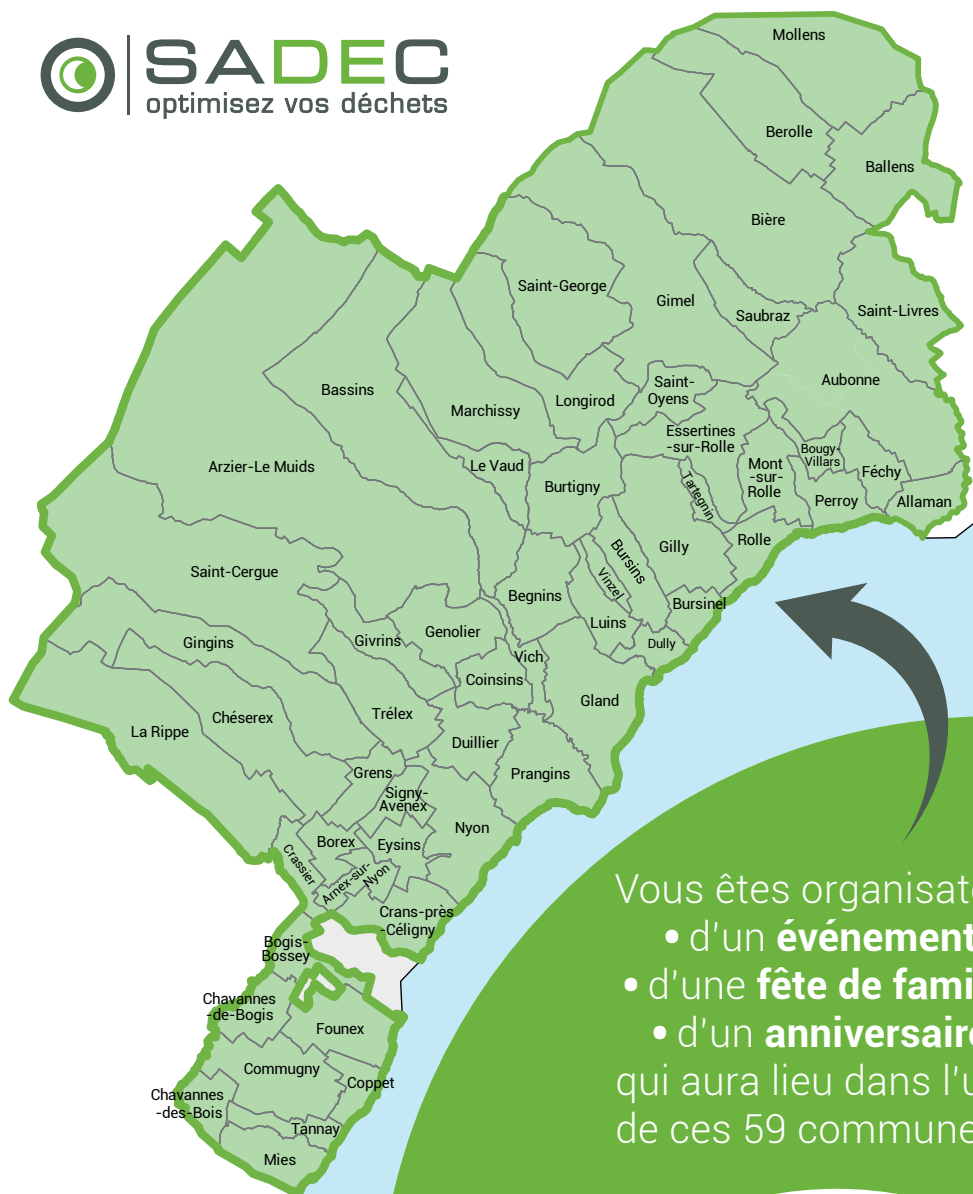 SADEC
optimisez vos déchets
Mollens
Berolle
Ballens
Bière
Saint-George
Gimel
Saubraz
Saint-Livres
Aubonne
Bassins
Marchissy
Longirod
Saint-
Oyens
Essertines
-sur-Rolle
Arzier-Le Muids
Le Vaud
Burtigny
Tartegnin
Mont
-sur-
Rolle
Bougy-
Villars
Féchy
Perroy
Allaman
Saint-Cergue
Begnins
Vinzel
Bursins
Gilly
Rolle
Gingins
Givrins
Genolier
Luins
Bursinel
Dully
Vich
Coinsins
Gland
La Rippe
Chéserex
Trélex
Duillier
Prangins
Grens
Signy-
Avenex
Nyon
Crassier
Borex
Eysins
Arnex-sur-
Nyon
Crans-près
-Céligny
Bogis-
Bossey
Chavannes
-de-Bogis
Founex
Commugny
Coppet
Chavannes
-des-Bois
Tannay
Mies
Vous êtes organisate
• d'un événement
• d'une fête de fami
• d'un anniversaire
qui aura lieu dans l'u
de ces 59 commune